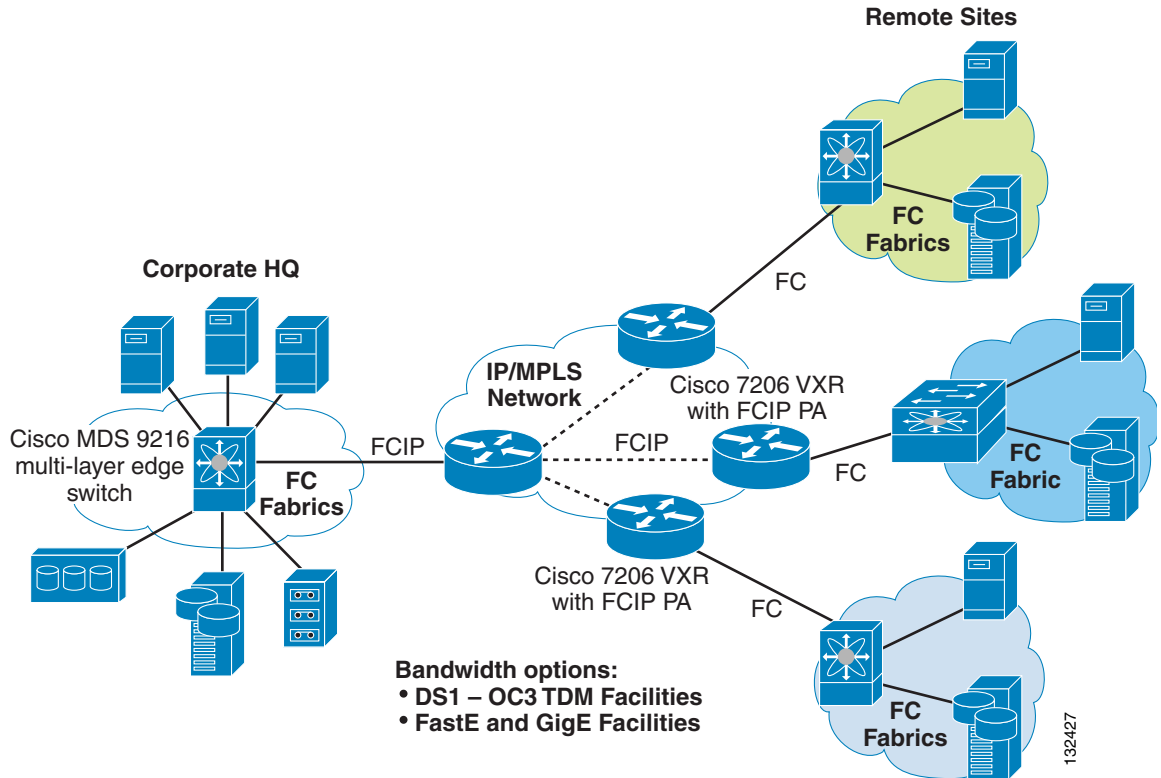 Remote Sites
FC
Fabrics
Corporate HQ
FC
IP/MPLS
Network
Cisco 7206 VXR
with FCIP PA
Cisco MDS 9216
multi-layer edge
switch
FCIP
FCIP
FC
Fabrics
FC
FC
Fabric
Cisco 7206 VXR
with FCIP PA
FC
Bandwidth options:
• DS1 – OC3 TDM Facilities
• FastE and GigE Facilities
FC
Fabrics
132427